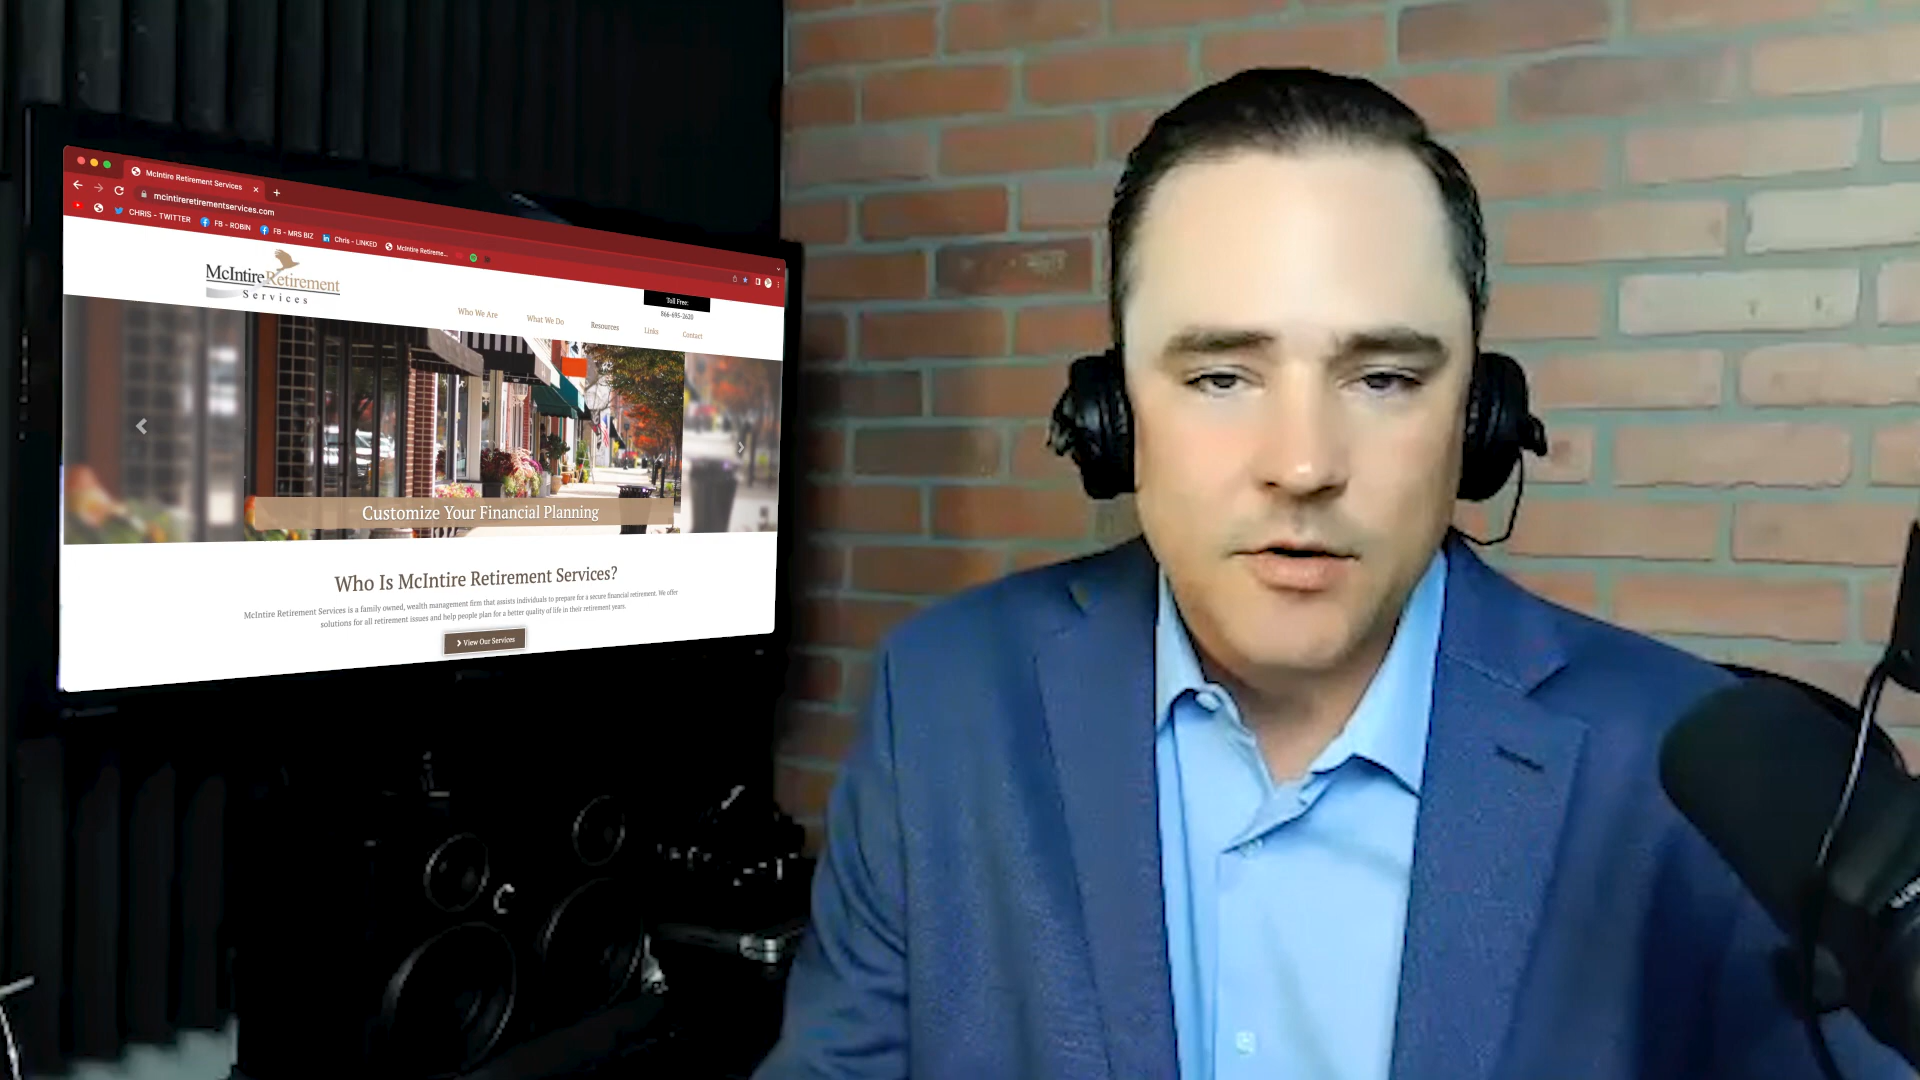 McIntire Retirement Services
mcintireretirementservices.com
CHRIS - TWITTER
FB - ROBIN
FB - MRS BIZ
Chris - LINKED
McIntire Retireme...
McIntire Retirement
Services
Toll Free:
866-695-2620
Who We Are
What We Do
Resources
Links
Contact
Customize Your Financial Planning
Who Is McIntire Retirement Services?
McIntire Retirement Services is a family owned, wealth management firm that assists individuals to prepare for a secure financial retirement. We offer
solutions for all retirement issues and help people plan for a better quality of life in their retirement years.
View Our Services